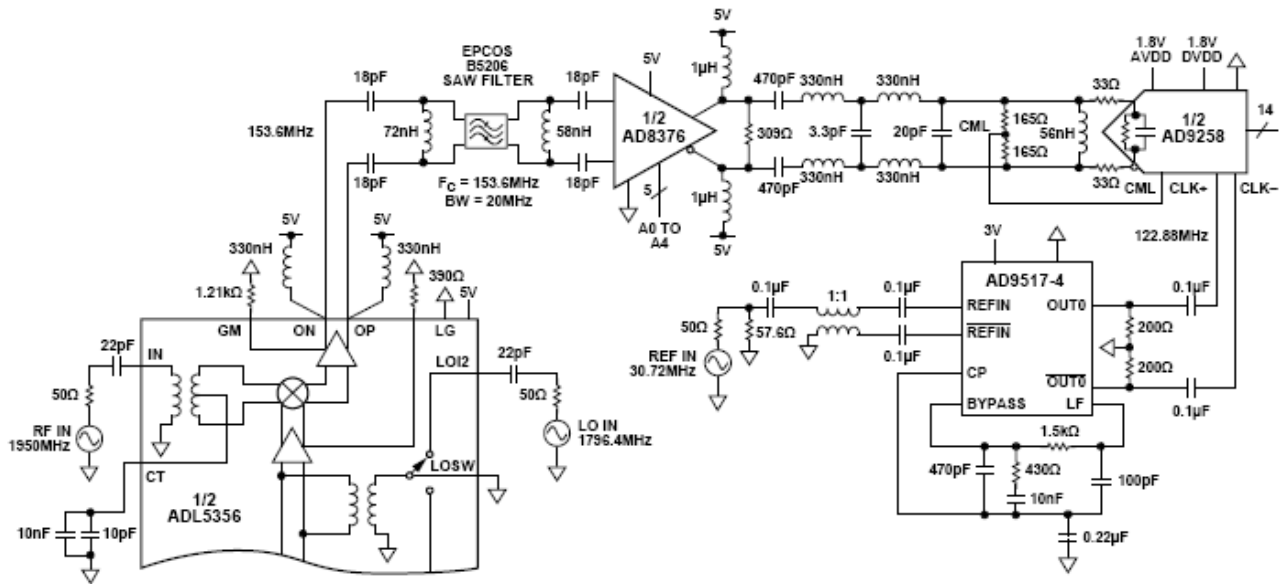 EPCOS
B5206
SAW FILTER
18pF
18pF
153.6MHz
72nH
58nH
18pF
18pF
FC = 153.6MHz
BW = 20MHz
5V
1/2
AD8376
5
A0 TO
A4
5V
1µH
1µH
5V
309Ω
470pF
470pF
330nH
330nH
3.3pF
20pF
330nH
330nH
CML
165Ω
165Ω
56nH
33Ω
33Ω
1.8V
AVDD
1.8V
DVDD
1/2
AD9258
14
CML
CLK+
CLK–
122.88MHz
5V
5V
330nH
330nH
1.21kΩ
390Ω
5V
GM
ON
OP
LG
22pF
IN
50Ω
RF IN
1950MHz
CT
10nF
10pF
1/2
ADL5356
LOI2
LOSW
22pF
50Ω
LO IN
1796.4MHz
3V
AD9517-4
0.1µF
1:1
0.1µF
0.1µF
50Ω
57.6Ω
REF IN
30.72MHz
REFIN
REFIN
CP
BYPASS
OUT0
OUT0
LF
200Ω
200Ω
0.1µF
0.1µF
1.5kΩ
470pF
430Ω
10nF
100pF
0.22µF